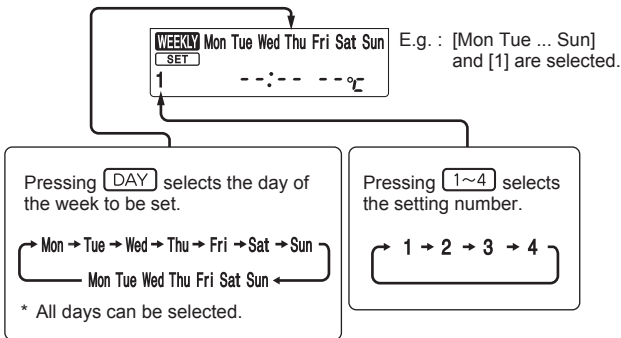 WEEKLY Mon Tue Wed Thu Fri Sat Sun
SET
1 --:-- --℃
E.g. : [Mon Tue ... Sun]
and [1] are selected.
Pressing DAY selects the day of
the week to be set.
Mon → Tue → Wed → Thu → Fri → Sat → Sun
Mon Tue Wed Thu Fri Sat Sun
* All days can be selected.
Pressing 1~4 selects
the setting number.
1 → 2 → 3 → 4